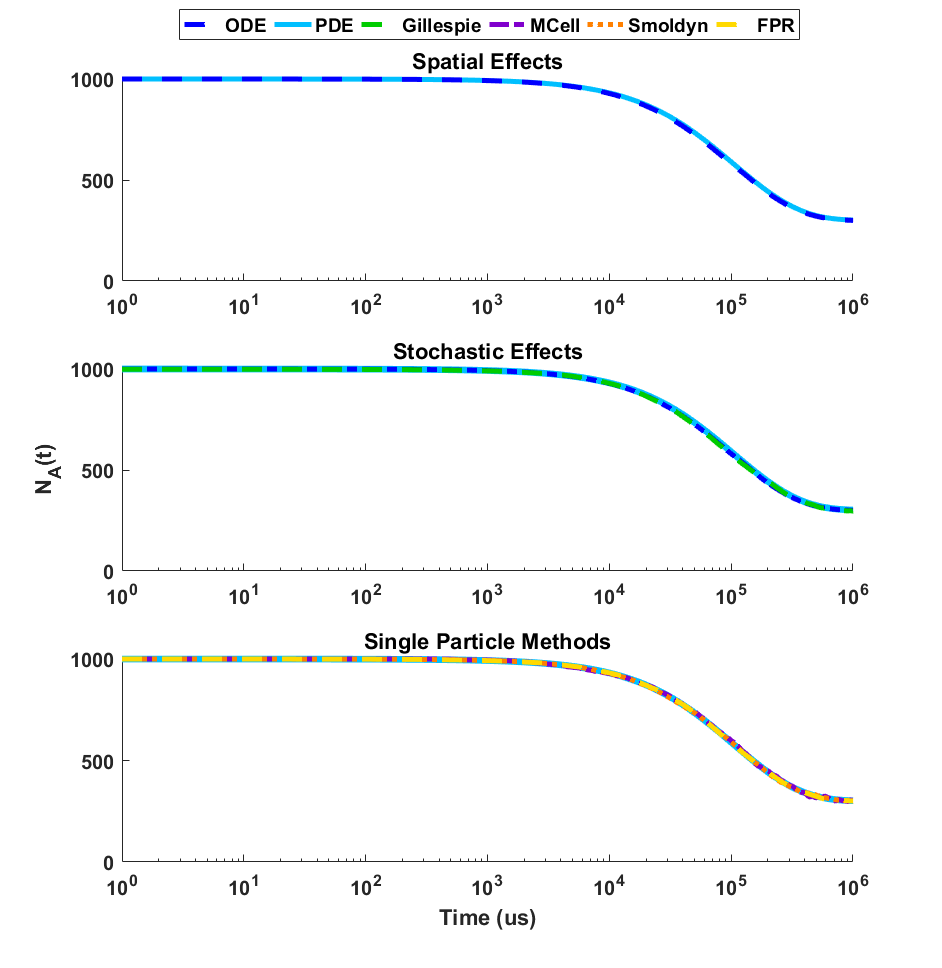 ODE PDE Gillespie MCell Smoldyn FPR
Spatial Effects
1000
500
0
10^0 10^1 10^2 10^3 10^4 10^5 10^6
Stochastic Effects
1000
500
0
N_A(t)
10^0 10^1 10^2 10^3 10^4 10^5 10^6
Single Particle Methods
1000
500
0
10^0 10^1 10^2 10^3 10^4 10^5 10^6
Time (us)